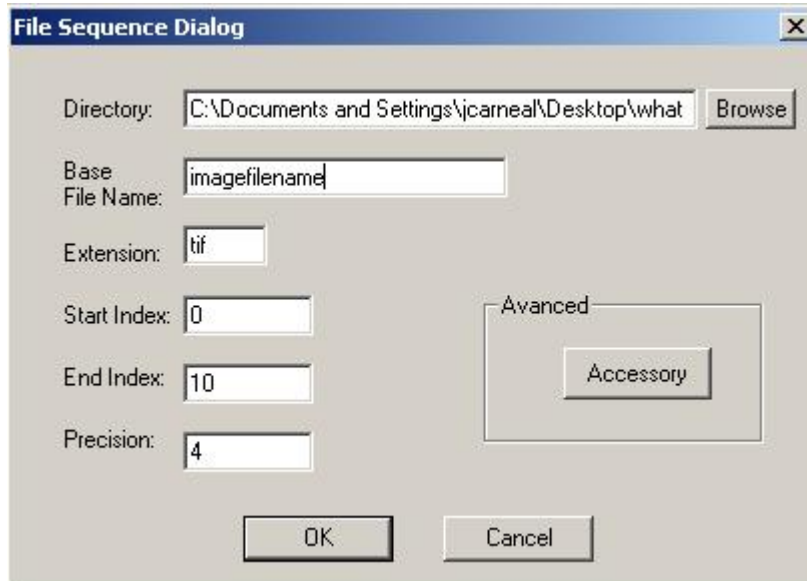 File Sequence Dialog
Directory: C:\Documents and Settings\jcarneal\Desktop\what Browse
Base
File Name: imagefilename
Extension: tif
Start Index: 0
Avanced
End Index: 10
Accessory
Precision: 4
OK Cancel